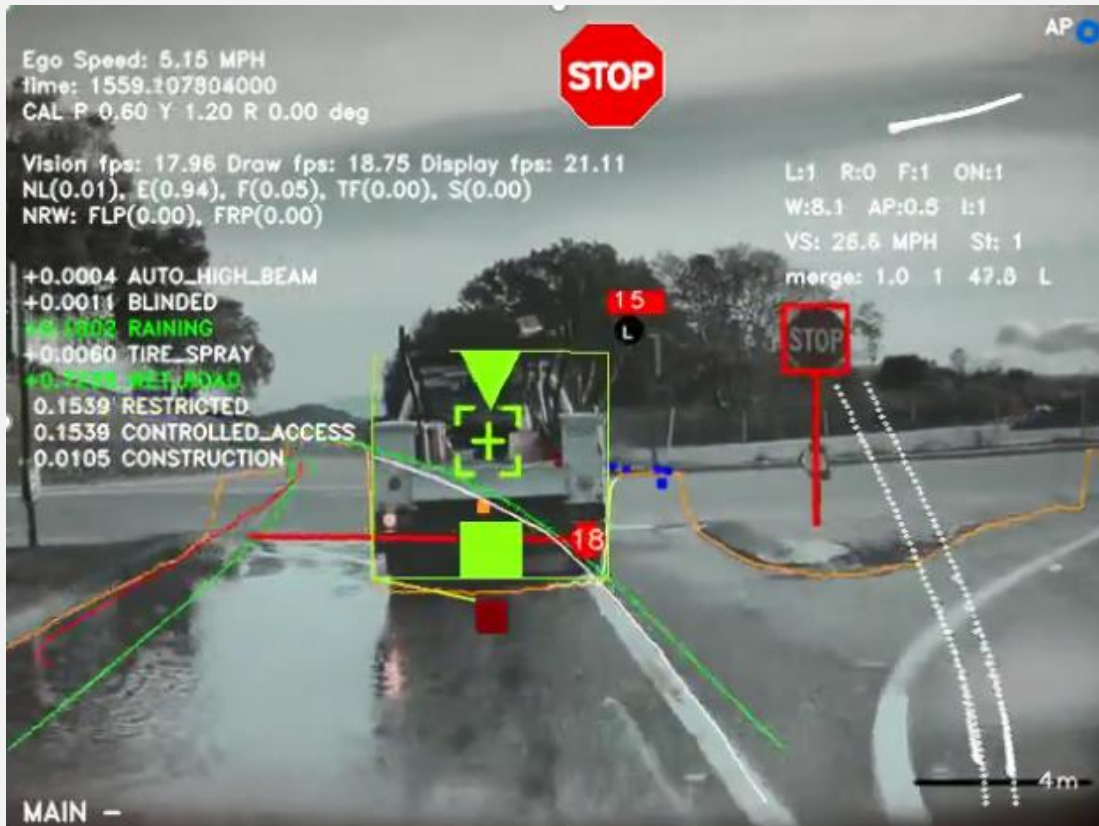 AP
Ego Speed: 5.15 MPH
STOP
time: 1559.107804000
CAL P 0.60 Y 1.20 R 0.00 deg
Vision fps: 17.96 Draw fps: 18.75 Display fps: 21.11
NL(0.01), E(0.94), F(0.05), TF(0.00), S(0.00)
NRW: FLP(0.00), FRP(0.00)
L:1 R:0 F:1 ON:1
W:8.1 AP:0.5 I:1
VS: 26.6 MPH St: 1
merge: 1.0 1 47.8 L
+0.0004 AUTO_HIGH_BEAM
+0.0011 BLINDED
RAINING
+0.0060 TIRE_SPRAY
WET_ROAD
0.1539 RESTRICTED
0.1539 CONTROLLED_ACCESS
0.0105 CONSTRUCTION
15
L
STOP
18
4m
MAIN –